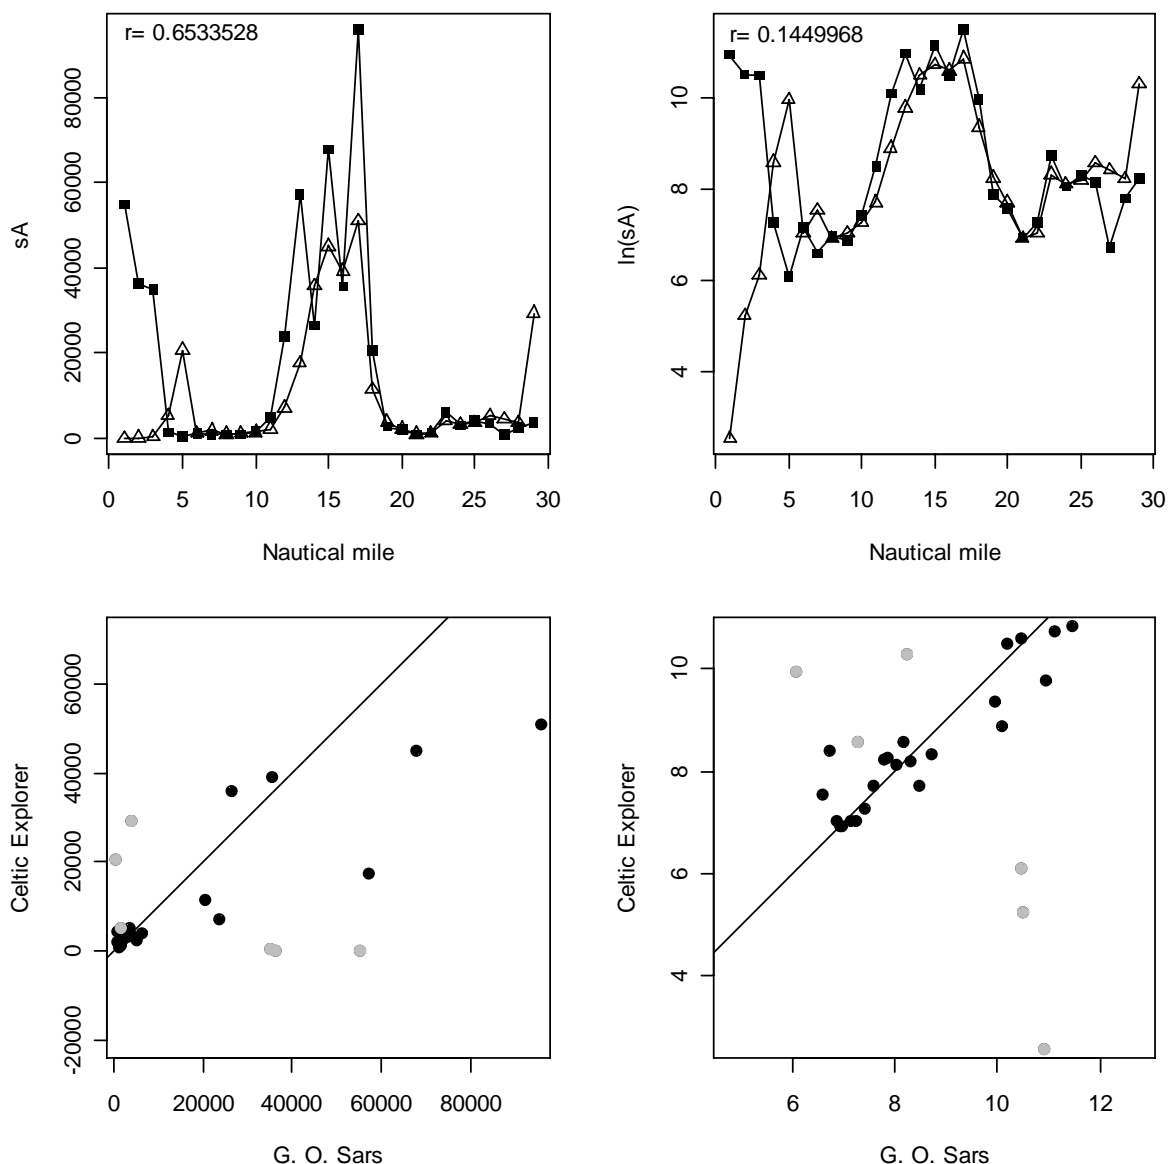 r= 0.6533528
sA
0
20000
40000
60000
80000
0 5 10 15 20 25 30
Nautical mile
r= 0.1449968
ln(sA)
4
6
8
10
0 5 10 15 20 25 30
Nautical mile
Celtic Explorer
-20000
0
20000
40000
60000
0 20000 40000 60000 80000
G. O. Sars
Celtic Explorer
4
6
8
10
6 8 10 12
G. O. Sars